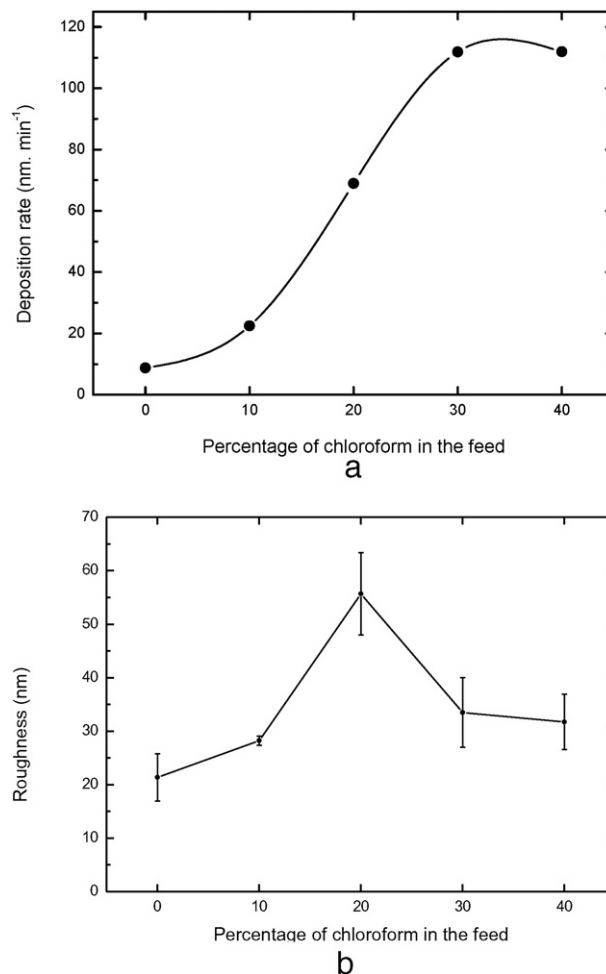 120
100
80
60
40
20
0
Deposition rate (nm. min⁻¹)
0 10 20 30 40
Percentage of chloroform in the feed
a
70
60
50
40
30
20
10
0
Roughness (nm)
0 10 20 30 40
Percentage of chloroform in the feed
b